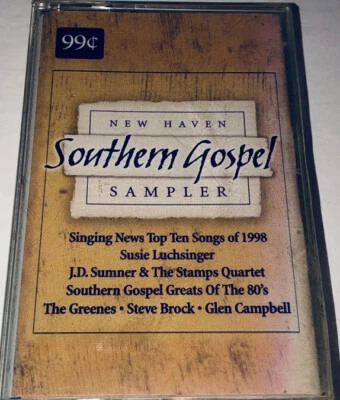 99¢
NEW HAVEN
Southern Gospel
SAMPLER
Singing News Top Ten Songs of 1998
Susie Luchsinger
J.D. Sumner & The Stamps Quartet
Southern Gospel Greats Of The 80's
The Greenes • Steve Brock • Glen Campbell